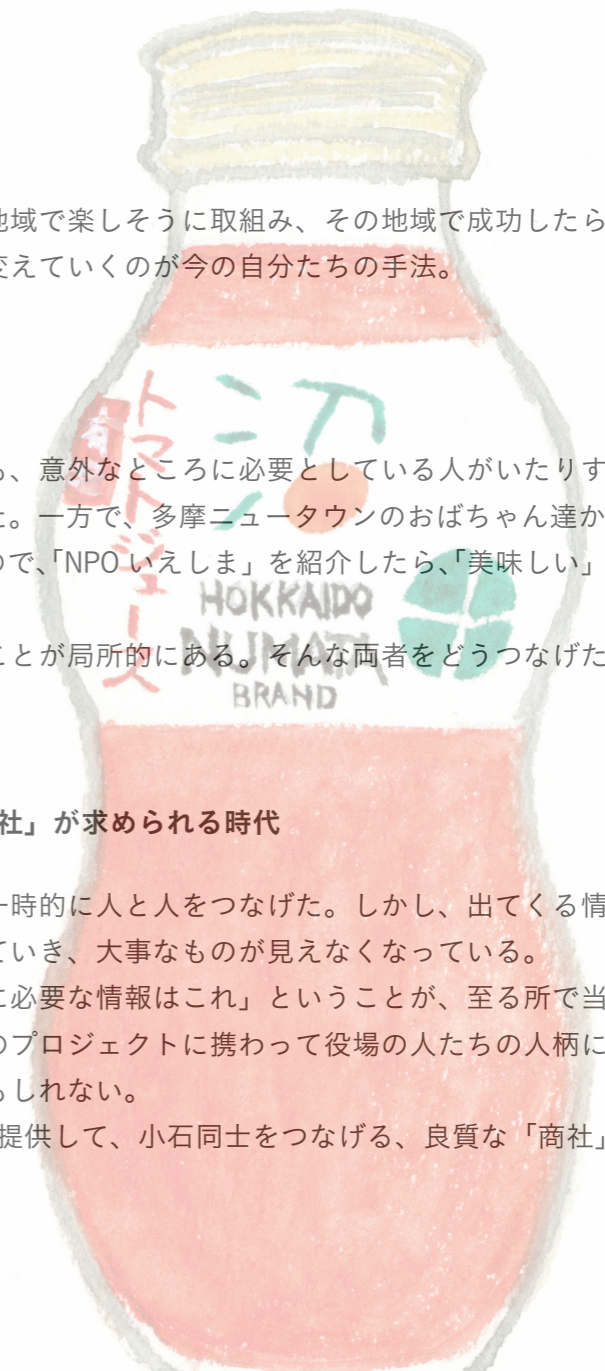 地域で楽しそうに取組み、その地域で成功したら
変えていくのが今の自分たちの手法。
トマトジュース
沼
も、意外なところに必要としている人がいたりす
た。一方で、多摩ニュータウンのおばちゃん達か
ので、「NPO いえしま」を紹介したら、「美味しい」
HOKKAIDO
NUMATA
BRAND
ことが局所的にある。そんな両者をどうつなげた
社」が求められる時代
一時的に人と人をつなげた。しかし、出てくる情
ていき、大事なものが見えなくなっている。
に必要な情報はこれ」ということが、至る所で当
のプロジェクトに携わって役場の人たちの人柄に
もしれない。
提供して、小石同士をつなげる、良質な「商社」